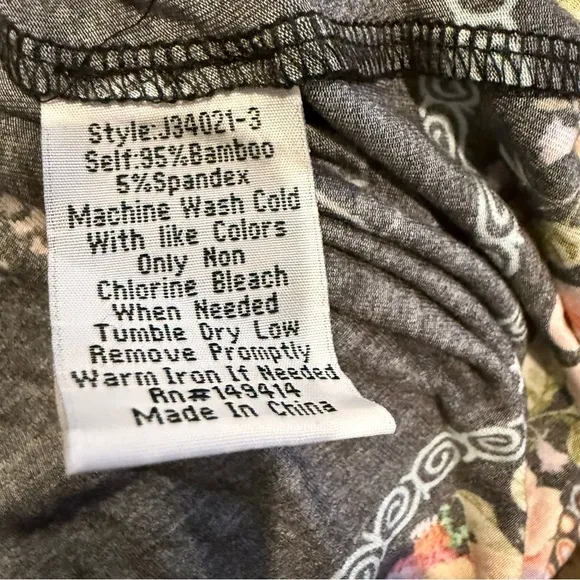 Style:J34021-3
Self:95%Bamboo
5%Spandex
Machine Wash Cold
With like Colors
Only Non
Chlorine Bleach
When Needed
Tumble Dry Low
Remove Promptly
Warm Iron If Needed
Rn#149414
Made In China